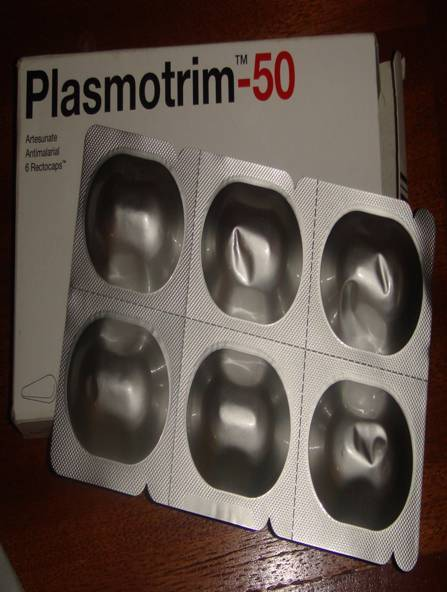 Plasmotrim™-50
Artesunate
Antimalarial
6 Rectocaps™